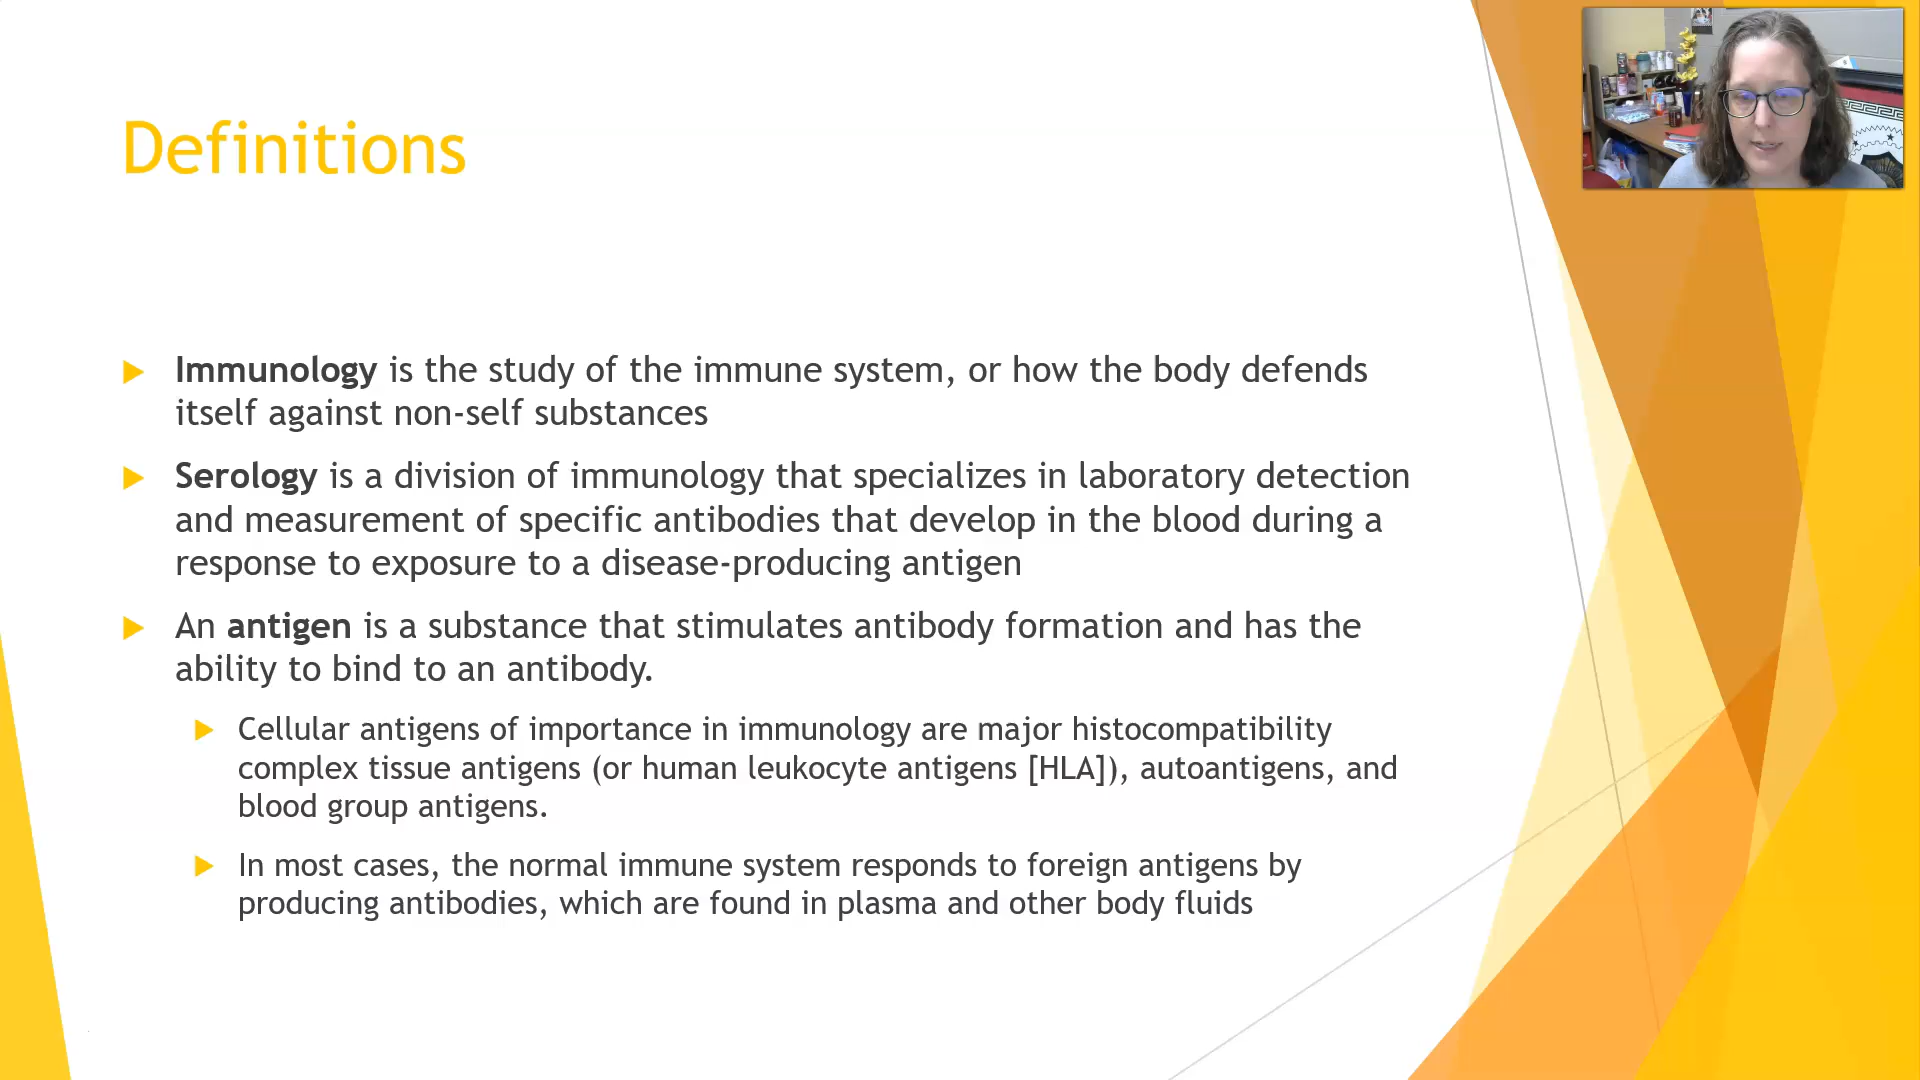 Definitions
Immunology is the study of the immune system, or how the body defends
itself against non-self substances
Serology is a division of immunology that specializes in laboratory detection
and measurement of specific antibodies that develop in the blood during a
response to exposure to a disease-producing antigen
An antigen is a substance that stimulates antibody formation and has the
ability to bind to an antibody.
Cellular antigens of importance in immunology are major histocompatibility
complex tissue antigens (or human leukocyte antigens [HLA]), autoantigens, and
blood group antigens.
In most cases, the normal immune system responds to foreign antigens by
producing antibodies, which are found in plasma and other body fluids